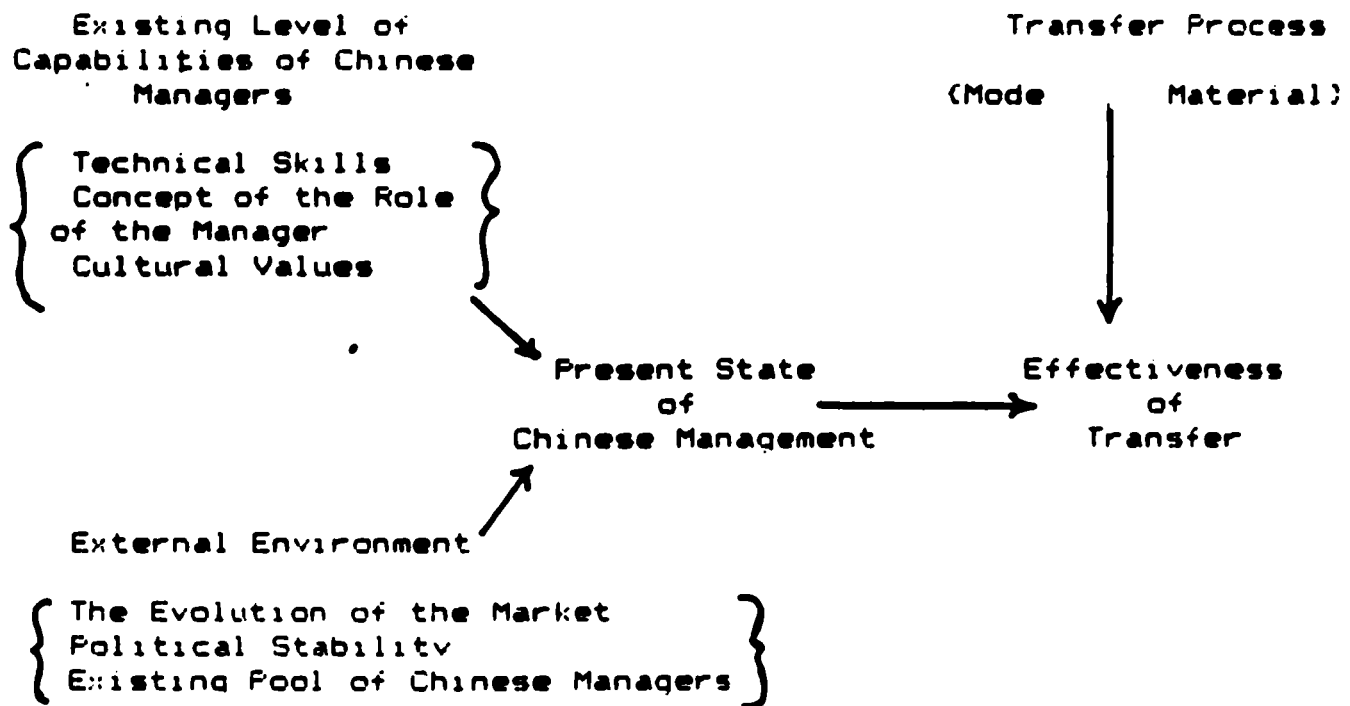 Existing Level of
Capabilities of Chinese
Managers
Technical Skills
Concept of the Role
of the Manager
Cultural Values
Transfer Process
(Mode Material)
Present State
of
Chinese Management
Effectiveness
of
Transfer
External Environment
The Evolution of the Market
Political Stability
Existing Pool of Chinese Managers